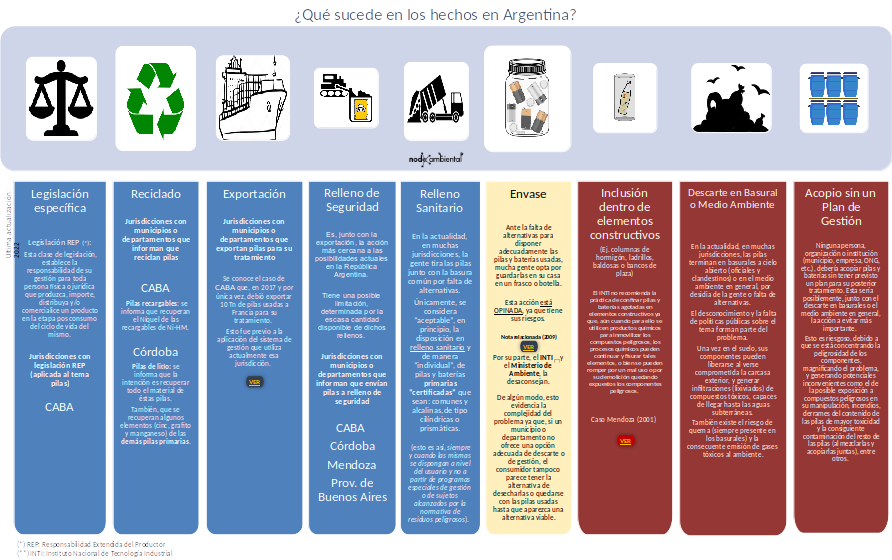 ¿Qué sucede en los hechos en Argentina?
nodo ambiental
Última actualización: 2022
Legislación
específica
Legislación REP (*):
Esta clase de legislación,
establece la
responsabilidad de su
gestión para toda
persona física o jurídica
que produzca, importe,
distribuya y/o
comercialice un producto
en la etapa pos consumo
del ciclo de vida del
mismo.
Jurisdicciones con
legislación REP
(aplicada al tema
pilas)
CABA
Reciclado
Jurisdicciones con
municipios o
departamentos que
informan que
recidan pilas
CABA
Pilas recargables: se
informa que recuperan
el Níquel de las
recargables de Ni-HM.
Córdoba
Pilas de litio: se
informa que la
intención es recuperar
todo el material de
éstas pilas.
También, que se
recuperan algunos
elementos (cinc, grafito
y manganeso) de las
demás pilas primarias.
Exportación
Jurisdicciones con
municipios o
departamentos que
exportan pilas para su
tratamiento
Se conoce el caso de
CABA que, en 2017 y por
única vez, debió exportar
10 Tn de pilas usadas a
Francia para su
tratamiento.
Esto fue previo a la
aplicación del sistema de
gestión que utiliza
actualmente esa
jurisdicción.
VER
Relleno de
Seguridad
Es, junto con la
exportación, la acción
más cercana a las
posibilidades actuales
en la República
Argentina.
Tiene una posible
limitación,
determinada por la
escasa cantidad
disponible de dichos
rellenos.
Jurisdicciones con
municipios o
departamentos que
informan que envían
pilas a relleno de
seguridad
CABA
Córdoba
Mendoza
Prov. de
Buenos Aires
Relleno
Sanitario
En la actualidad,
en muchas
jurisdicciones, la
gente tira las pilas
junto con la basura
común por falta de
alternativas.
Únicamente, se
considera
"aceptable", en
principio, la
disposición en
relleno sanitario y
de manera
"individual", de
pilas y baterías
primarias
"certificadas" que
sean: comunes y
alcalinas, de tipo
cilíndricas o
prismáticas.
(esto es así, siempre
y cuando las mismas
se dispongan a nivel
del usuario y no a
partir de programas
especiales de gestión
o de sujetos
alcanzados por la
normativa de
residuos peligrosos).
Envase
Ante la falta de
alternativas para
disponer
adecuadamente las
pilas y baterías usadas,
mucha gente opta por
guardarlas en su casa
en un frasco o botella.
Esta acción está
OPINADA, ya que tiene
sus riesgos.
Nota relacionada (2009)
VER
Por su parte, el INTI (**) y
el Ministerio de
Ambiente, lo
desaconsejan.
De algún modo, esto
evidencia la
complejidad del
problema ya que, si un
municipio o
departamento no
ofrece una opción
adecuada de descarte o
de gestión, el
consumidor tampoco
parece tener la
alternativa de
desecharlas o quedarse
con las pilas usadas
hasta que aparezca una
alternativa viable.
Inclusión
dentro de
elementos
constructivos
(Ej. columnas de
hormigón, ladrillos,
baldosas o bancos de
plaza)
El INTI no recomienda la
práctica de confinar pilas y
baterías agotadas en
elementos constructivos ya
que, aún cuando para ello se
utilicen productos químicos
para inmovilizar los
compuestos peligrosos, los
procesos químicos pueden
continuar y fisurar tales
elementos, o bien se pueden
romper por un mal uso o por
su demolición quedando
expuestos los componentes
peligrosos.
Caso Mendoza (2001)
VER
Descarte en Basural
o Medio Ambiente
En la actualidad, en muchas
jurisdicciones, las pilas
terminan en basurales a cielo
abierto (oficiales y
clandestinos) o en el medio
ambiente en general, por
desidia de la gente o falta de
alternativas.
El desconocimiento y la falta
de políticas públicas sobre el
tema forman parte del
problema.
Una vez en el suelo, sus
componentes pueden
liberarse al verse
comprometida la carcasa
exterior, y generar
infiltraciones (lixiviados) de
compuestos tóxicos, capaces
de llegar hasta las aguas
subterráneas.
También existe el riesgo de
quema (siempre presente en
los basurales) y la
consecuente emisión de gases
tóxicos al ambiente.
Acopio sin un
Plan de
Gestión
Ninguna persona,
organización o institución
(municipio, empresa, ONG,
etc.), debería acopiar pilas y
baterías sin tener previsto
un plan para su posterior
tratamiento. Esta sería
posiblemente, junto con el
descarte en basurales o el
medio ambiente en general,
la acción a evitar más
importante.
Esto es riesgoso, debido a
que se está concentrando la
peligrosidad de los
componentes,
magnificando el problema,
y generando potenciales
inconvenientes como el de
la posible exposición a
compuestos peligrosos en
su manipuleo, incendios,
derrames del contenido de
las pilas de mayor toxicidad
y la consiguiente
contaminación del resto de
las pilas (al mezclarlas y
acopiarlas juntas), entre
otros.
(*) REP: Responsabilidad Extendida del Productor
(**) INTI: Instituto Nacional de Tecnología Industrial